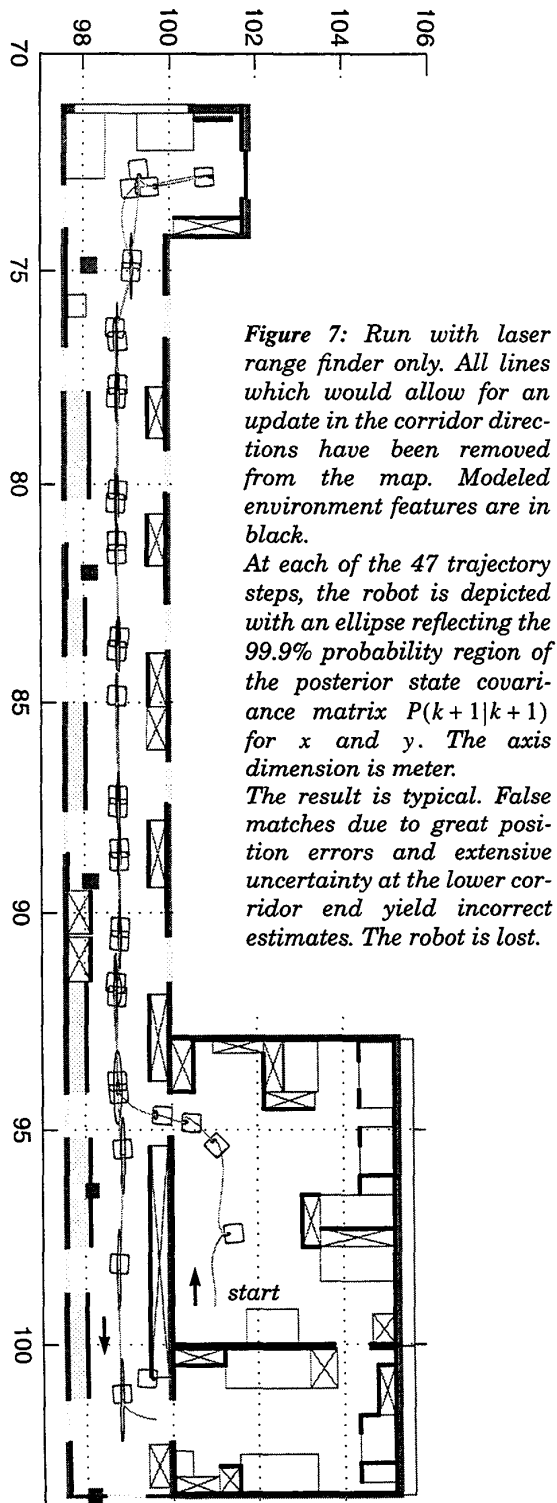 98
100
102
104
106
70
75
80
85
90
95
100
start
Figure 7: Run with laser
range finder only. All lines
which would allow for an
update in the corridor direc-
tions have been removed
from the map. Modeled
environment features are in
black.
At each of the 47 trajectory
steps, the robot is depicted
with an ellipse reflecting the
99.9% probability region of
the posterior state covari-
ance matrix P(k + 1|k + 1)
for x and y. The axis
dimension is meter.
The result is typical. False
matches due to great posi-
tion errors and extensive
uncertainty at the lower cor-
ridor end yield incorrect
estimates. The robot is lost.